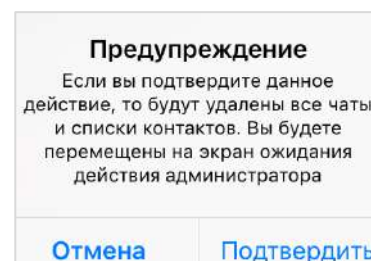 Предупреждение
Если вы подтвердите данное
действие, то будут удалены все чаты
и списки контактов. Вы будете
перемещены на экран ожидания
действия администратора
Отмена
Подтвердить